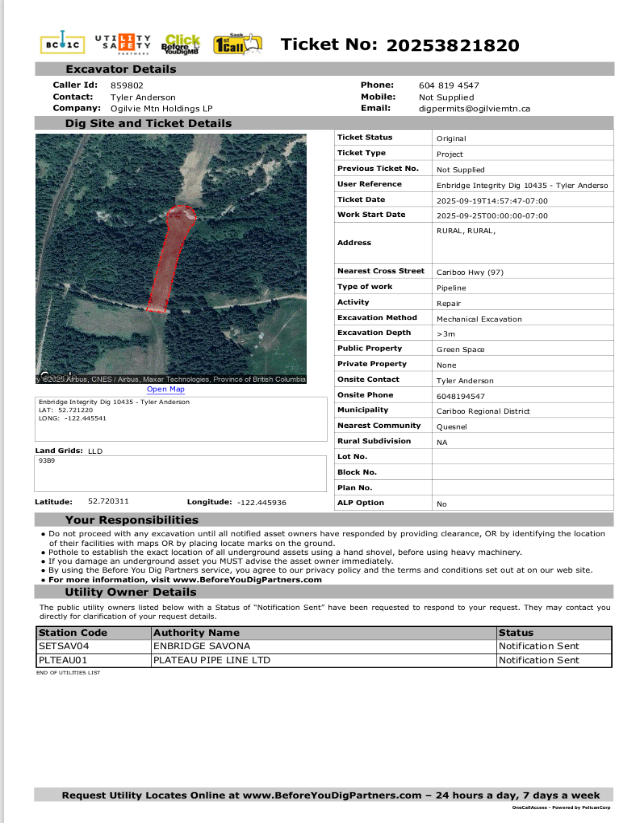 BC 1C
UTILITY SAFETY PARTNERS
Click Before YouDigMB
1st Call
Ticket No: 20253821820
Excavator Details
Caller Id: 859802
Phone: 604 819 4547
Contact: Tyler Anderson
Mobile: Not Supplied
Company: Ogilvie Mtn Holdings LP
Email: digpermits@ogilviemtn.ca
Dig Site and Ticket Details
y ©2025 Airbus, CNES / Airbus, Maxar Technologies, Province of British Columbia
Open Map
Enbridge Integrity Dig 10435 - Tyler Anderson
LAT: 52.721220
LONG: -122.445541
Land Grids: LLD
93B9
Latitude: 52.720311 Longitude: -122.445936
Ticket Status Original
Ticket Type Project
Previous Ticket No. Not Supplied
User Reference Enbridge Integrity Dig 10435 - Tyler Anderso
Ticket Date 2025-09-19T14:57:47-07:00
Work Start Date 2025-09-25T00:00:00-07:00
Address RURAL, RURAL,
Nearest Cross Street Cariboo Hwy (97)
Type of work Pipeline
Activity Repair
Excavation Method Mechanical Excavation
Excavation Depth >3m
Public Property Green Space
Private Property None
Onsite Contact Tyler Anderson
Onsite Phone 6048194547
Municipality Cariboo Regional District
Nearest Community Quesnel
Rural Subdivision NA
Lot No.
Block No.
Plan No.
ALP Option No
Your Responsibilities
● Do not proceed with any excavation until all notified asset owners have responded by providing clearance, OR by identifying the location
of their facilities with maps OR by placing locate marks on the ground.
● Pothole to establish the exact location of all underground assets using a hand shovel, before using heavy machinery.
● If you damage an underground asset you MUST advise the asset owner immediately.
● By using the Before You Dig Partners service, you agree to our privacy policy and the terms and conditions set out at on our web site.
● For more information, visit www.BeforeYouDigPartners.com
Utility Owner Details
The public utility owners listed below with a Status of "Notification Sent" have been requested to respond to your request. They may contact you
directly for clarification of your request details.
Station Code Authority Name Status
SETSAV04 ENBRIDGE SAVONA Notification Sent
PLTEAU01 PLATEAU PIPE LINE LTD Notification Sent
END OF UTILITIES LIST
Request Utility Locates Online at www.BeforeYouDigPartners.com – 24 hours a day, 7 days a week
OneCallAccess - Powered by PelicanCorp